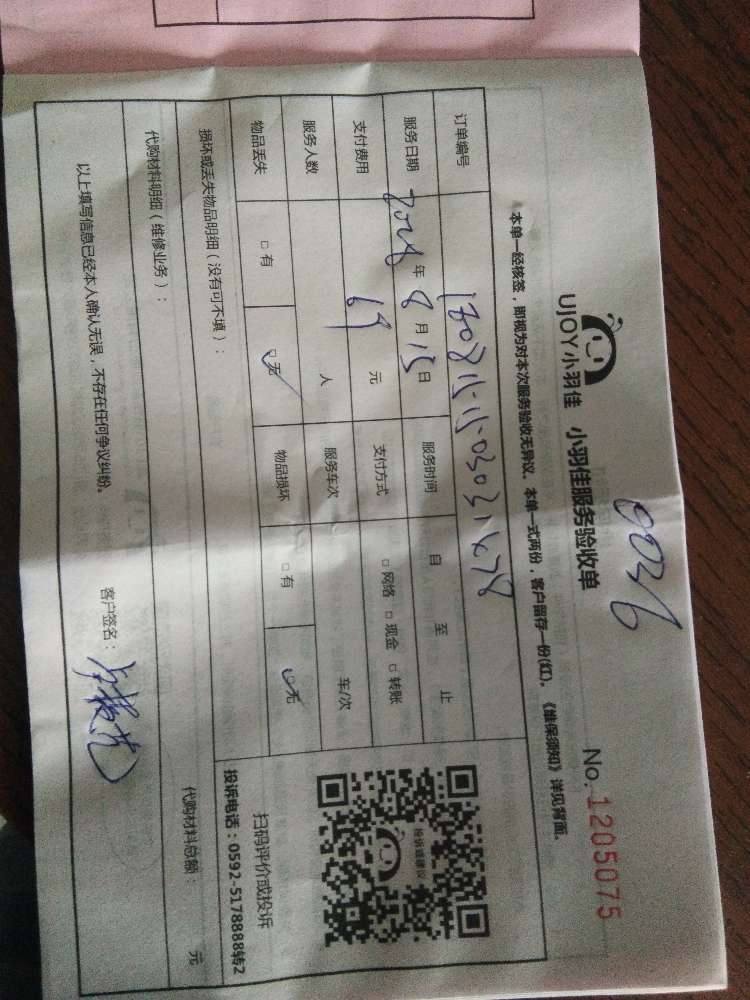 0036
UJOY小羽佳 小羽佳服务验收单 No.1205075
*本单一经核签，即视为对本次服务验收无异议。本单一式两份，客户留存一份(红)。《维保须知》详见背面。
订单编号
服务日期 年 8 月 15 日 服务时间 自 至 止
支付费用 69 元 支付方式 □ 网络 □ 现金 □ 转账
服务人数 人 服务车次 车/次
物品丢失 □ 有 □ 无 物品损坏 □ 有 □ 无
损坏或丢失物品明细（没有可不填）：
代购材料明细（维修业务）： 代购材料总额： 元
以上填写信息已经本人确认无误，不存在任何争议纠纷。 客户签名：
投诉或建议
扫码评价或投诉
投诉电话：0592-5178888转2